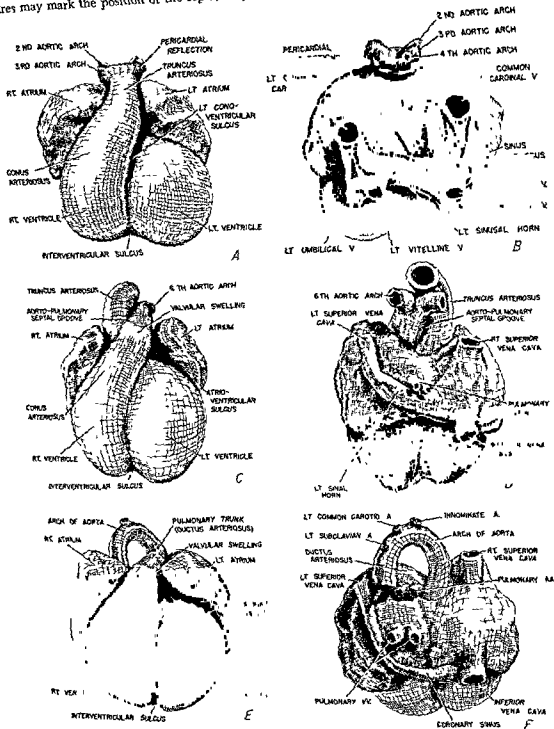 may mark the position of the
2 ND AORTIC ARCH
3 RD AORTIC ARCH
RT. ATRIUM
CONUS
ARTERIOSUS
RT. VENTRICLE
INTERVENTRICULAR SULCUS
PERICARDIAL
REFLECTION
TRUNCUS
ARTERIOSUS
LT ATRIUM
LT CONO-
VENTRICULAR
SULCUS
LT. VENTRICLE
A
PERICARDIAL
LT
CAR
2 ND AORTIC ARCH
3 RD AORTIC ARCH
4 TH AORTIC ARCH
COMMON
CARDINAL V
SINUS
LT SINUSAL HORN
LT UMBILICAL V
LT VITELLINE V
B
TRUNCUS ARTERIOSUS
AORTO-PULMONARY
SEPTAL GROOVE
RT. ATRIUM
CONUS
ARTERIOSUS
RT. VENTRICLE
INTERVENTRICULAR SULCUS
6 TH AORTIC ARCH
VALVULAR SWELLING
LT ATRIUM
ATRIO-
VENTRICULAR
SULCUS
LT VENTRICLE
C
6TH AORTIC ARCH
LT SUPERIOR VENA
CAVA
TRUNCUS ARTERIOSUS
AORTO-PULMONARY
SEPTAL GROOVE
RT SUPERIOR
VENA CAVA
PULMONARY
LT SINAL
HORN
ARCH OF AORTA
RT. ATRIUM
PULMONARY TRUNK
(DUCTUS ARTERIOSUS)
VALVULAR SWELLING
LT ATRIUM
RT VEN
INTERVENTRICULAR SULCUS
E
LT COMMON CAROTID A
LT SUBCLAVIAN A
DUCTUS
ARTERIOSUS
LT SUPERIOR
VENA CAVA
INNOMINATE A.
ARCH OF AORTA
RT SUPERIOR
VENA CAVA
PULMONARY AA
PULMONARY VV.
INFERIOR
VENA CAVA
CORONARY SINUS
F